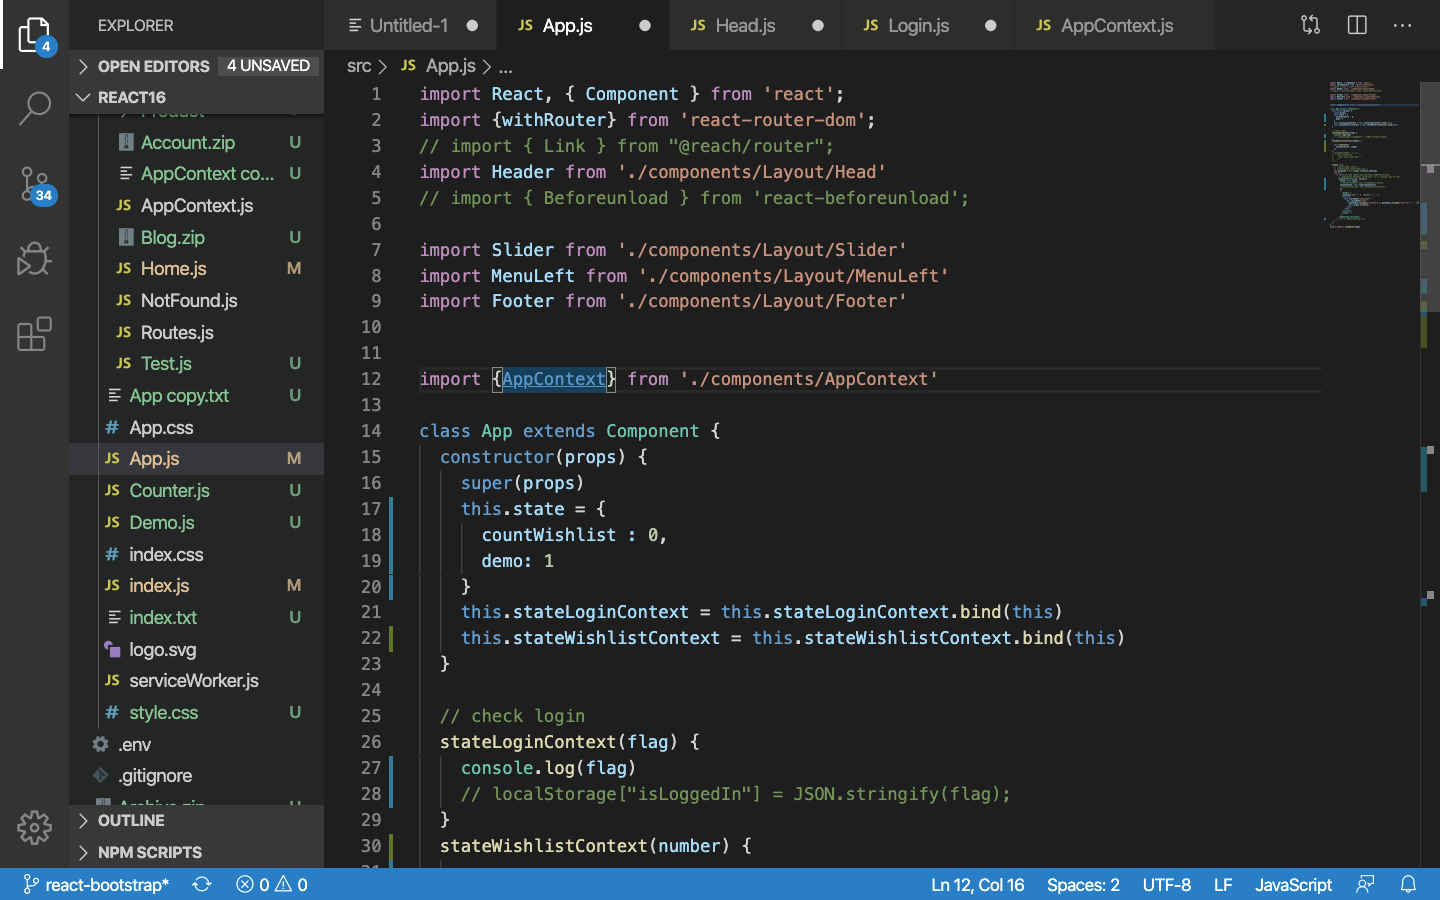 EXPLORER
Untitled-1
JS App.js
JS Head.js
JS Login.js
JS AppContext.js
4
OPEN EDITORS 4 UNSAVED
REACT16
Product
Account.zip U
AppContext co... U
JS AppContext.js
Blog.zip U
JS Home.js M
JS NotFound.js
JS Routes.js
JS Test.js U
App copy.txt U
# App.css
JS App.js M
JS Counter.js U
JS Demo.js U
# index.css
JS index.js M
index.txt U
logo.svg
JS serviceWorker.js
# style.css U
.env
.gitignore
Archive.zip U
OUTLINE
NPM SCRIPTS
34
src > JS App.js > ...
1 import React, { Component } from 'react';
2 import {withRouter} from 'react-router-dom';
3 // import { Link } from "@reach/router";
4 import Header from './components/Layout/Head'
5 // import { Beforeunload } from 'react-beforeunload';
6
7 import Slider from './components/Layout/Slider'
8 import MenuLeft from './components/Layout/MenuLeft'
9 import Footer from './components/Layout/Footer'
10
11
12 import {AppContext} from './components/AppContext'
13
14 class App extends Component {
15 constructor(props) {
16 super(props)
17 this.state = {
18 countWishlist : 0,
19 demo: 1
20 }
21 this.stateLoginContext = this.stateLoginContext.bind(this)
22 this.stateWishlistContext = this.stateWishlistContext.bind(this)
23 }
24
25 // check login
26 stateLoginContext(flag) {
27 console.log(flag)
28 // localStorage["isLoggedIn"] = JSON.stringify(flag);
29 }
30 stateWishlistContext(number) {
31
react-bootstrap* 0 0 Ln 12, Col 16 Spaces: 2 UTF-8 LF JavaScript